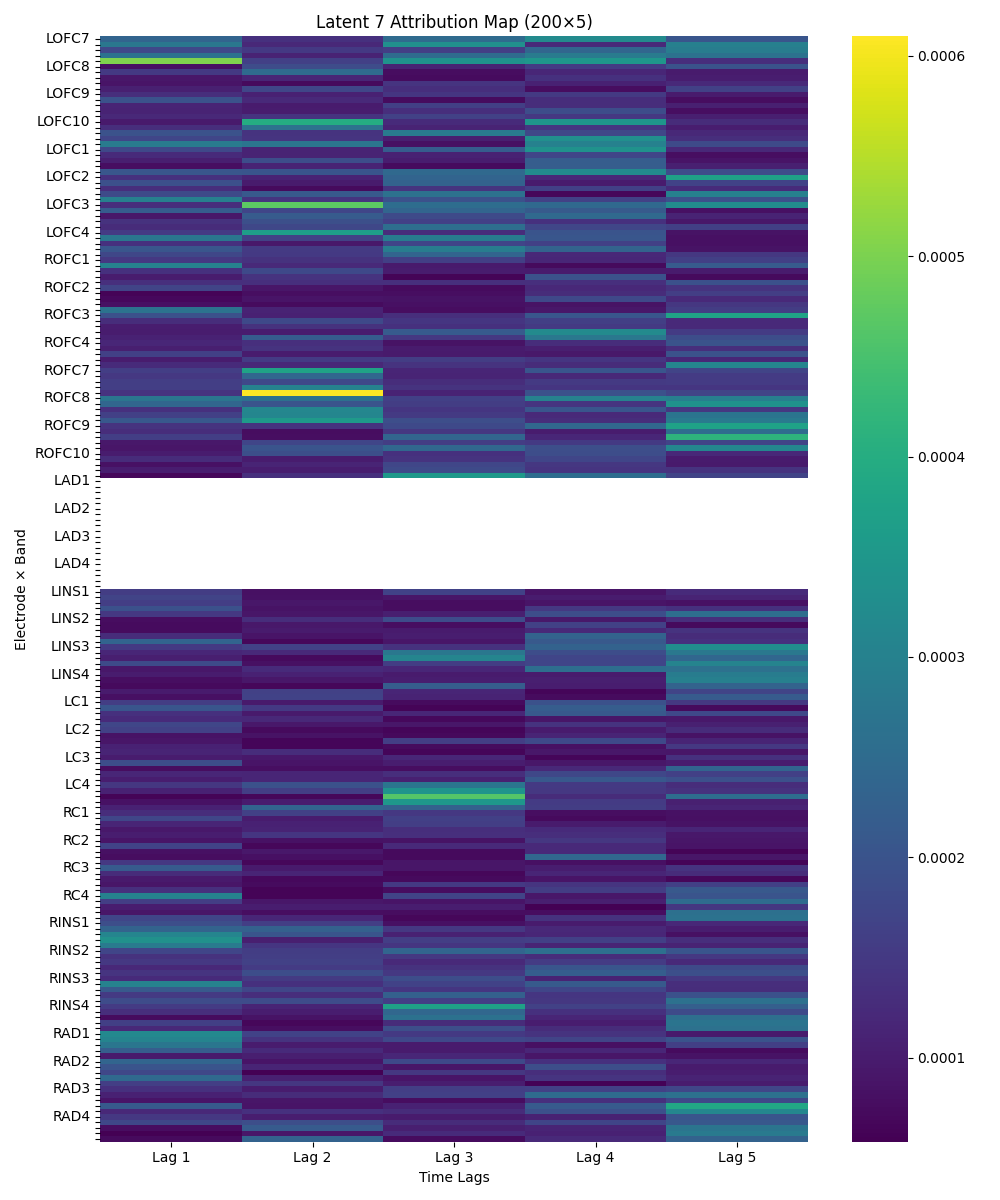 Latent 7 Attribution Map (200×5)
LOFC7
LOFC8
LOFC9
LOFC10
LOFC1
LOFC2
LOFC3
LOFC4
ROFC1
ROFC2
ROFC3
ROFC4
ROFC7
ROFC8
ROFC9
ROFC10
LAD1
LAD2
LAD3
LAD4
LINS1
LINS2
LINS3
LINS4
LC1
LC2
LC3
LC4
RC1
RC2
RC3
RC4
RINS1
RINS2
RINS3
RINS4
RAD1
RAD2
RAD3
RAD4
Electrode × Band
Lag 1
Lag 2
Lag 3
Lag 4
Lag 5
Time Lags
0.0006
0.0005
0.0004
0.0003
0.0002
0.0001